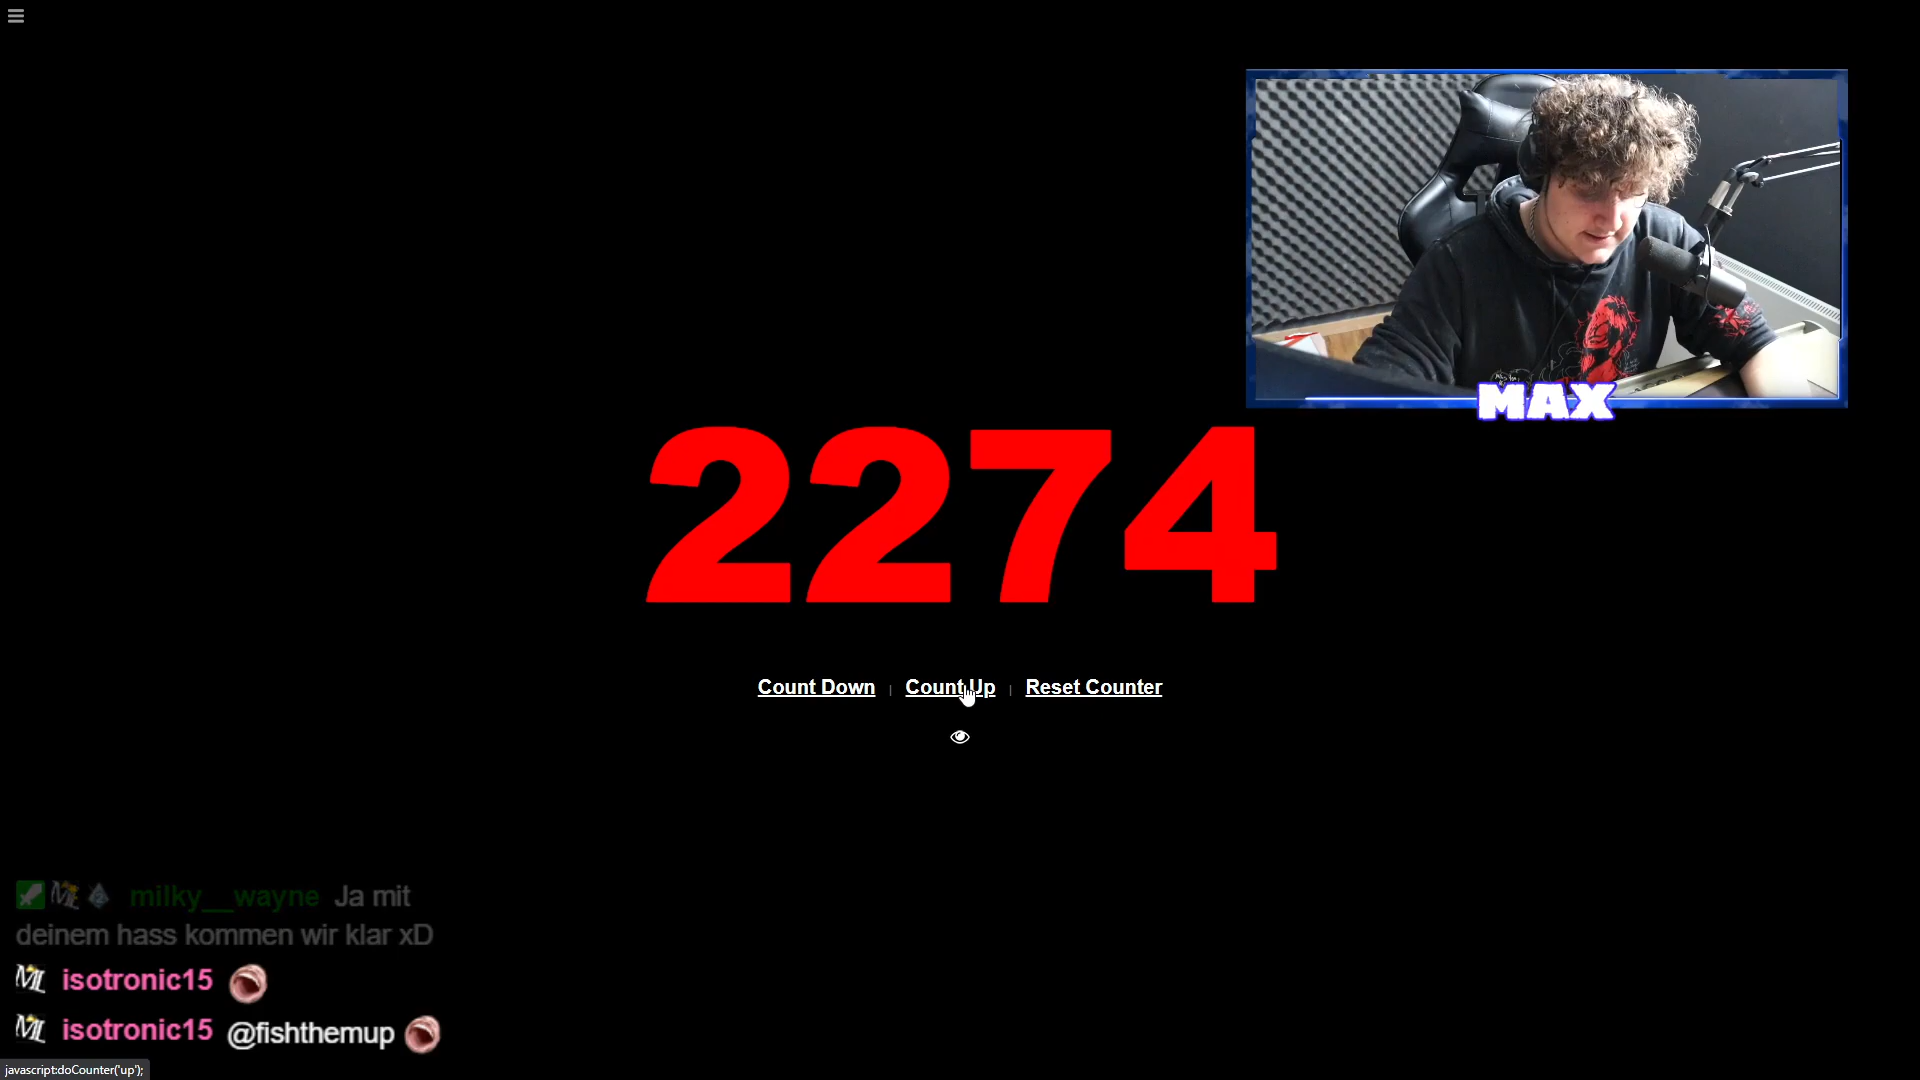 MAX
2274
Count Down | Count Up | Reset Counter
milky__wayne Ja mit
deinem hass kommen wir klar xD
isotronic15
isotronic15 @fishthemup
javascript:doCounter('up');